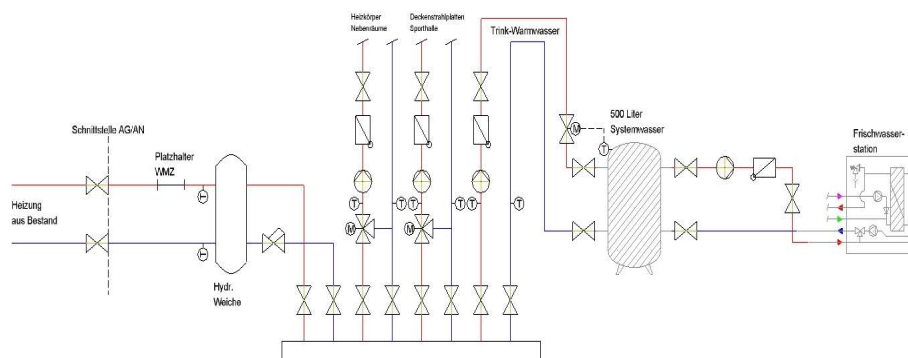 Heizkörper
Nebenräume
Deckenstrahlplatten
Sporthalle
Trink-Warmwasser
500 Liter
Systemwasser
Schnittstelle AG/AN
Platzhalter
WMZ
Frischwasser-
station
Heizung
aus Bestand
Hydr.
Weiche
M
T
T
T
T
T
T
T
T
T
M
M
T